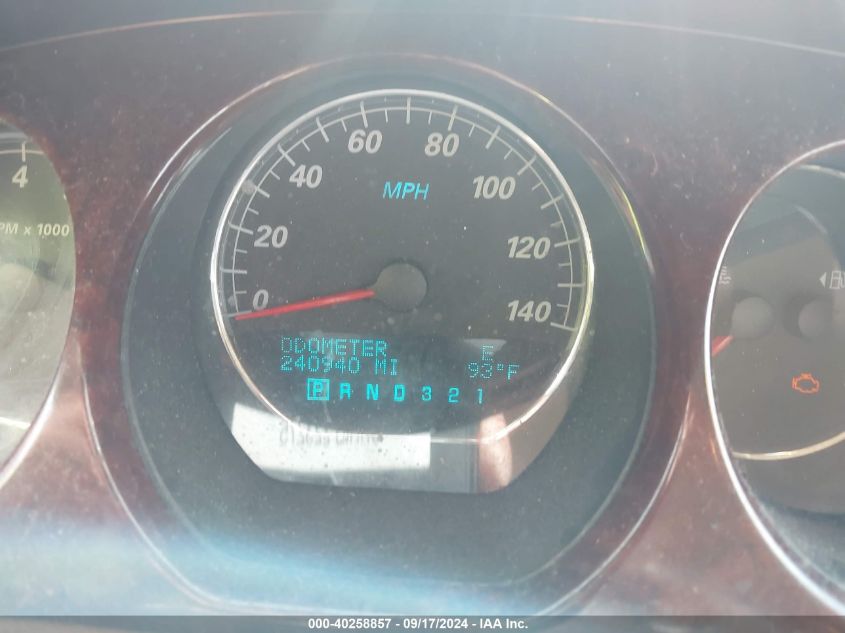 60 80
4 40 MPH 100
PM x 1000 20 120
0 140
ODOMETER E
240940 MI 93°F
P R N D 3 2 1
000-40258857 - 09/17/2024 - IAA Inc.